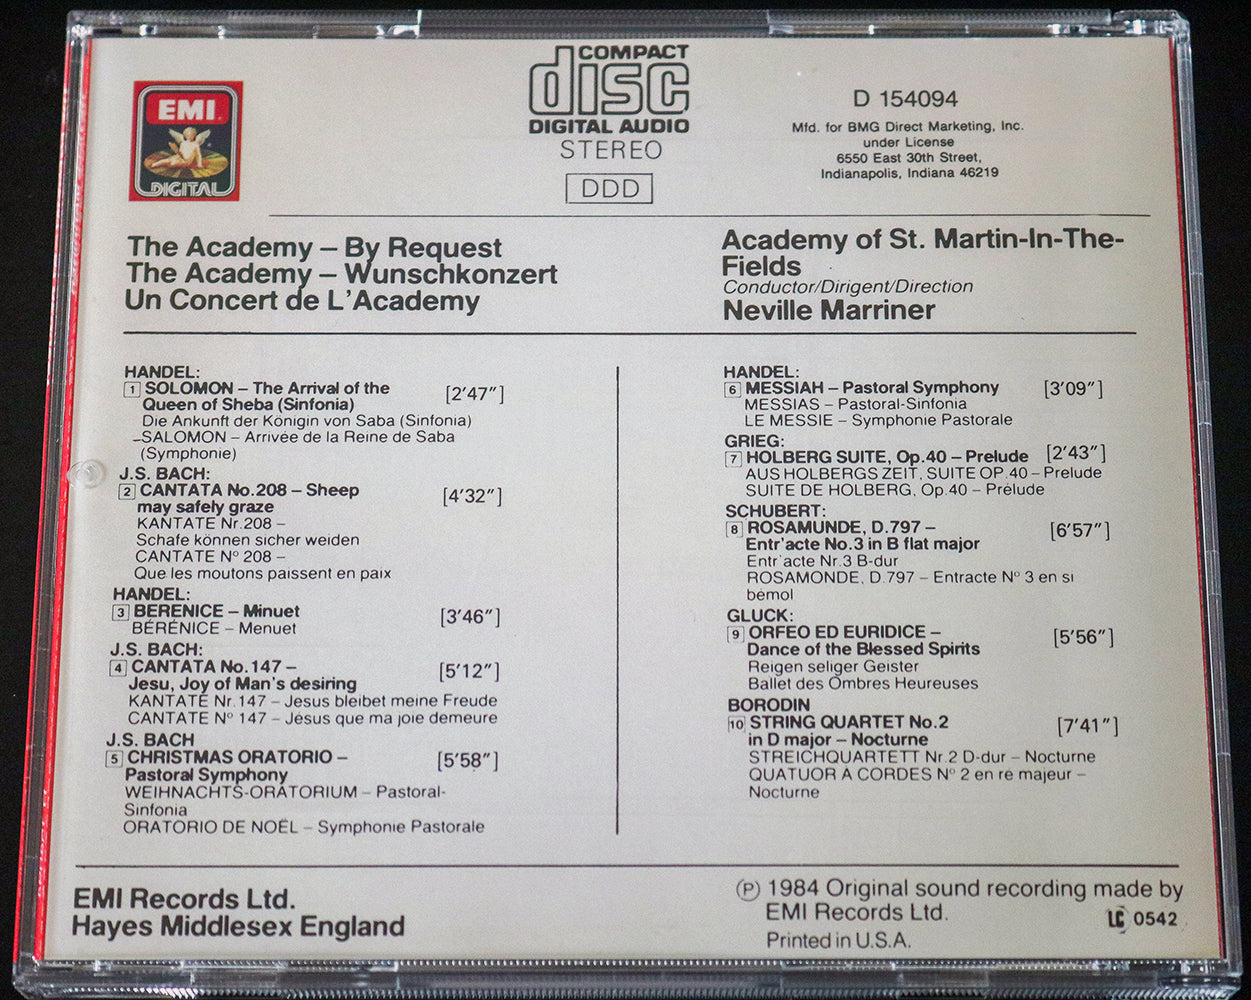 EMI
DIGITAL
COMPACT
disc
DIGITAL AUDIO
STEREO
DDD
D 154094
Mfd. for BMG Direct Marketing, Inc.
under License
6550 East 30th Street,
Indianapolis, Indiana 46219
The Academy – By Request
The Academy – Wunschkonzert
Un Concert de L'Academy
Academy of St. Martin-In-The-
Fields
Conductor/Dirigent/Direction
Neville Marriner
HANDEL:
1 SOLOMON – The Arrival of the
Queen of Sheba (Sinfonia) [2'47"]
Die Ankunft der Königin von Saba (Sinfonia)
SALOMON – Arrivée de la Reine de Saba
(Symphonie)
J.S. BACH:
2 CANTATA No.208 – Sheep [4'32"]
may safely graze
KANTATE Nr.208 –
Schafe können sicher weiden
CANTATE N° 208 –
Que les moutons paissent en paix
HANDEL:
3 BERENICE – Minuet [3'46"]
BÉRÉNICE – Menuet
J.S. BACH:
4 CANTATA No.147 – [5'12"]
Jesu, Joy of Man's desiring
KANTATE Nr.147 – Jesus bleibet meine Freude
CANTATE N° 147 – Jésus que ma joie demeure
J.S. BACH
5 CHRISTMAS ORATORIO – [5'58"]
Pastoral Symphony
WEIHNACHTS-ORATORIUM – Pastoral-
Sinfonia
ORATORIO DE NOËL – Symphonie Pastorale
HANDEL:
6 MESSIAH – Pastoral Symphony [3'09"]
MESSIAS – Pastoral-Sinfonia
LE MESSIE – Symphonie Pastorale
GRIEG:
7 HOLBERG SUITE, Op.40 – Prelude [2'43"]
AUS HOLBERGS ZEIT, SUITE OP.40 – Prelude
SUITE DE HOLBERG, Op.40 – Prélude
SCHUBERT:
8 ROSAMUNDE, D.797 – [6'57"]
Entr'acte No.3 in B flat major
Entr'acte Nr.3 B-dur
ROSAMONDE, D.797 – Entracte N° 3 en si
bémol
GLUCK:
9 ORFEO ED EURIDICE – [5'56"]
Dance of the Blessed Spirits
Reigen seliger Geister
Ballet des Ombres Heureuses
BORODIN
10 STRING QUARTET No.2 [7'41"]
in D major – Nocturne
STREICHQUARTETT Nr.2 D-dur – Nocturne
QUATUOR A CORDES N° 2 en ré majeur –
Nocturne
EMI Records Ltd.
Hayes Middlesex England
Ⓟ 1984 Original sound recording made by
EMI Records Ltd.
LC 0542
Printed in U.S.A.